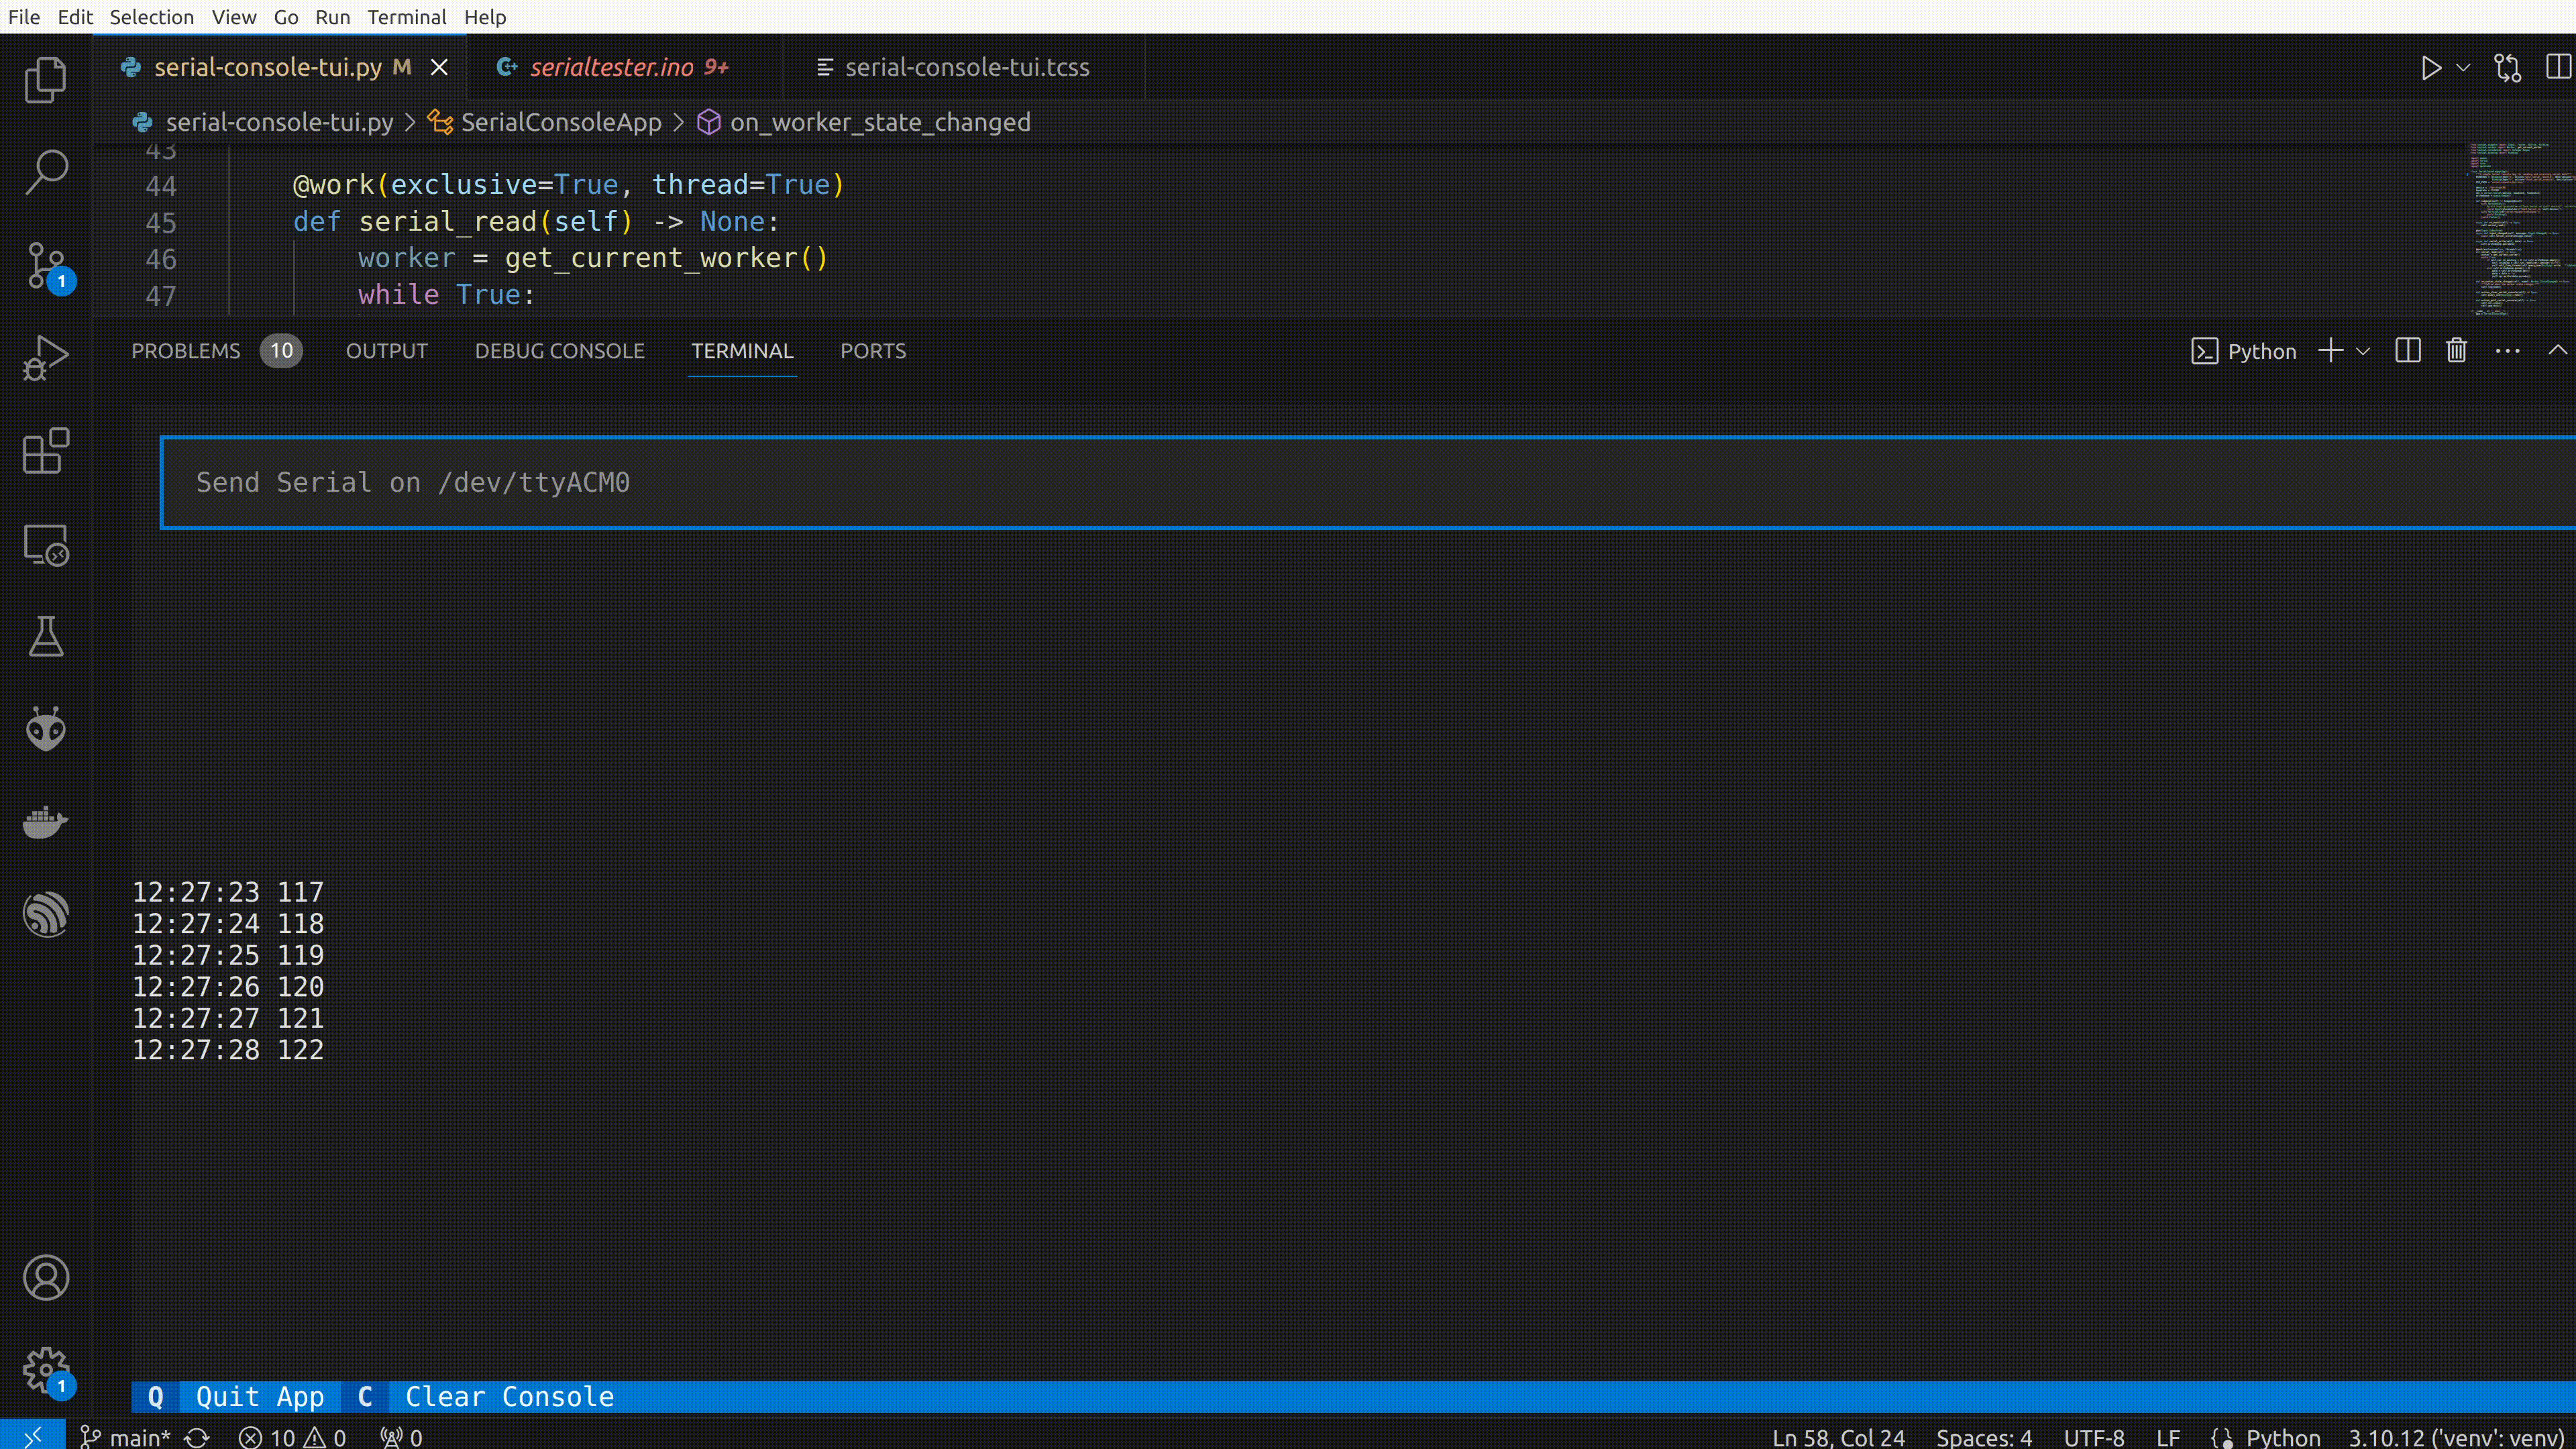 File Edit Selection View Go Run Terminal Help
serial-console-tui.py M serialtester.ino 9+ serial-console-tui.tcss
serial-console-tui.py > SerialConsoleApp > on_worker_state_changed
43
44 @work(exclusive=True, thread=True)
45 def serial_read(self) -> None:
46 worker = get_current_worker()
47 while True:
PROBLEMS 10 OUTPUT DEBUG CONSOLE TERMINAL PORTS Python
Send Serial on /dev/ttyACM0
12:27:23 117
12:27:24 118
12:27:25 119
12:27:26 120
12:27:27 121
12:27:28 122
1
1
Q Quit App C Clear Console
main* 10 0 0 Ln 58, Col 24 Spaces: 4 UTF-8 LF Python 3.10.12 ('venv': venv)